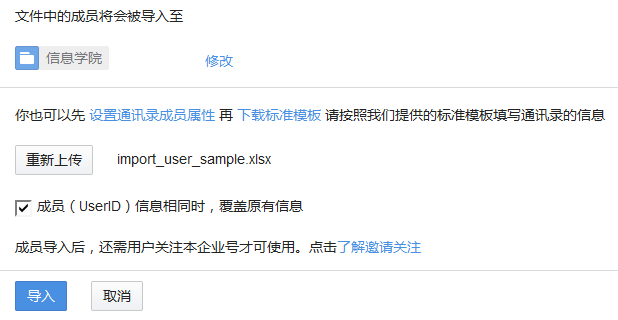 文件中的成员将会被导入至
信息学院 修改
你也可以先 设置通讯录成员属性 再 下载标准模板 请按照我们提供的标准模板填写通讯录的信息
重新上传 import_user_sample.xlsx
成员（UserID）信息相同时，覆盖原有信息
成员导入后，还需用户关注本企业号才可使用。点击了解邀请关注
导入 取消